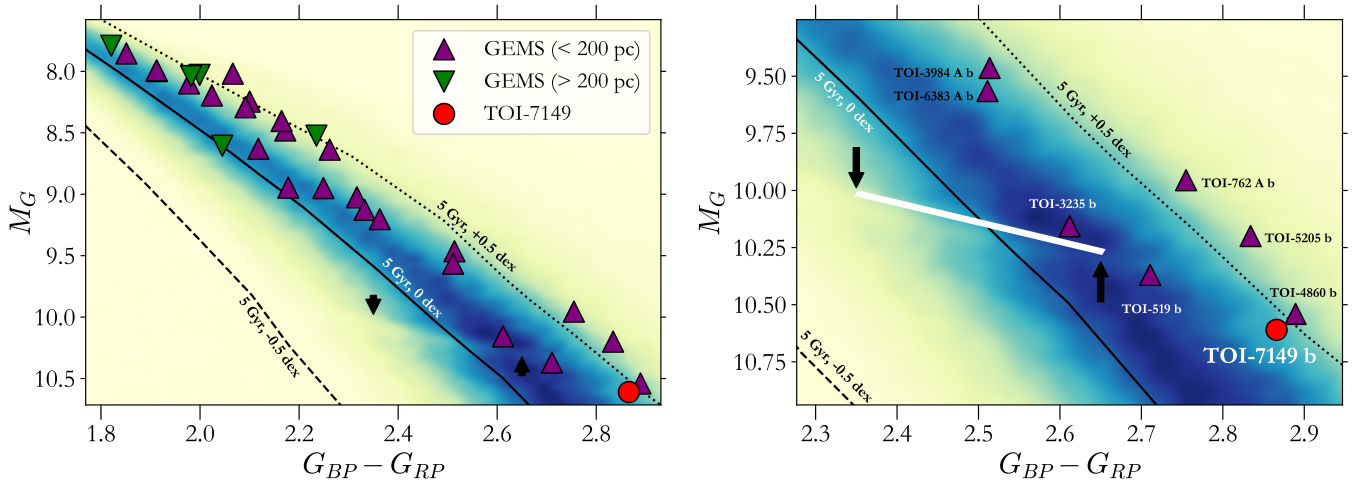 GEMS (< 200 pc)
GEMS (> 200 pc)
TOI-7149
5 Gyr, +0.5 dex
5 Gyr, 0 dex
5 Gyr, -0.5 dex
8.0
8.5
9.0
9.5
10.0
10.5
M_G
1.8 2.0 2.2 2.4 2.6 2.8
G_BP − G_RP
TOI-3984 A b
TOI-6383 A b
5 Gyr, 0 dex
5 Gyr, +0.5 dex
TOI-762 A b
TOI-3235 b
TOI-5205 b
TOI-4860 b
TOI-519 b
TOI-7149 b
5 Gyr, -0.5 dex
9.50
9.75
10.00
10.25
10.50
10.75
M_G
2.3 2.4 2.5 2.6 2.7 2.8 2.9
G_BP − G_RP